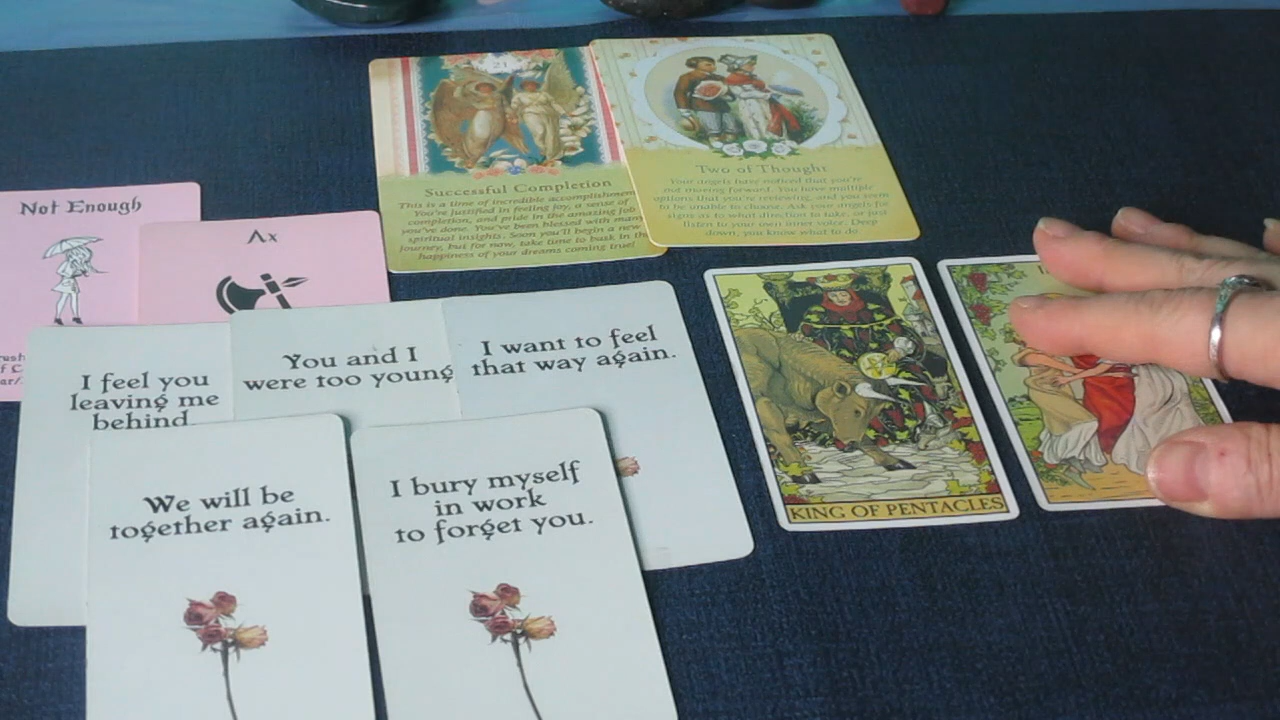 Not Enough
Ax
21
Successful Completion
This is a time of incredible accomplishment.
You're justified in feeling joy, a sense of
completion, and pride in the amazing job
you've done. You've been blessed with many
spiritual insights. Soon you'll begin a new
journey, but for now, take time to bask in the
happiness of your dreams coming true!
Two of Thought
Your angels have noticed that you're
not moving forward. You have multiple
options that you're reviewing, and you seem
to be unable to choose. Ask your angels for
signs as to what direction to take, or just
listen to your own inner voice. Deep
down, you know what to do.
I feel you
leaving me
behind
You and I
were too young
I want to feel
that way again.
We will be
together again.
I bury myself
in work
to forget you.
KING OF PENTACLES